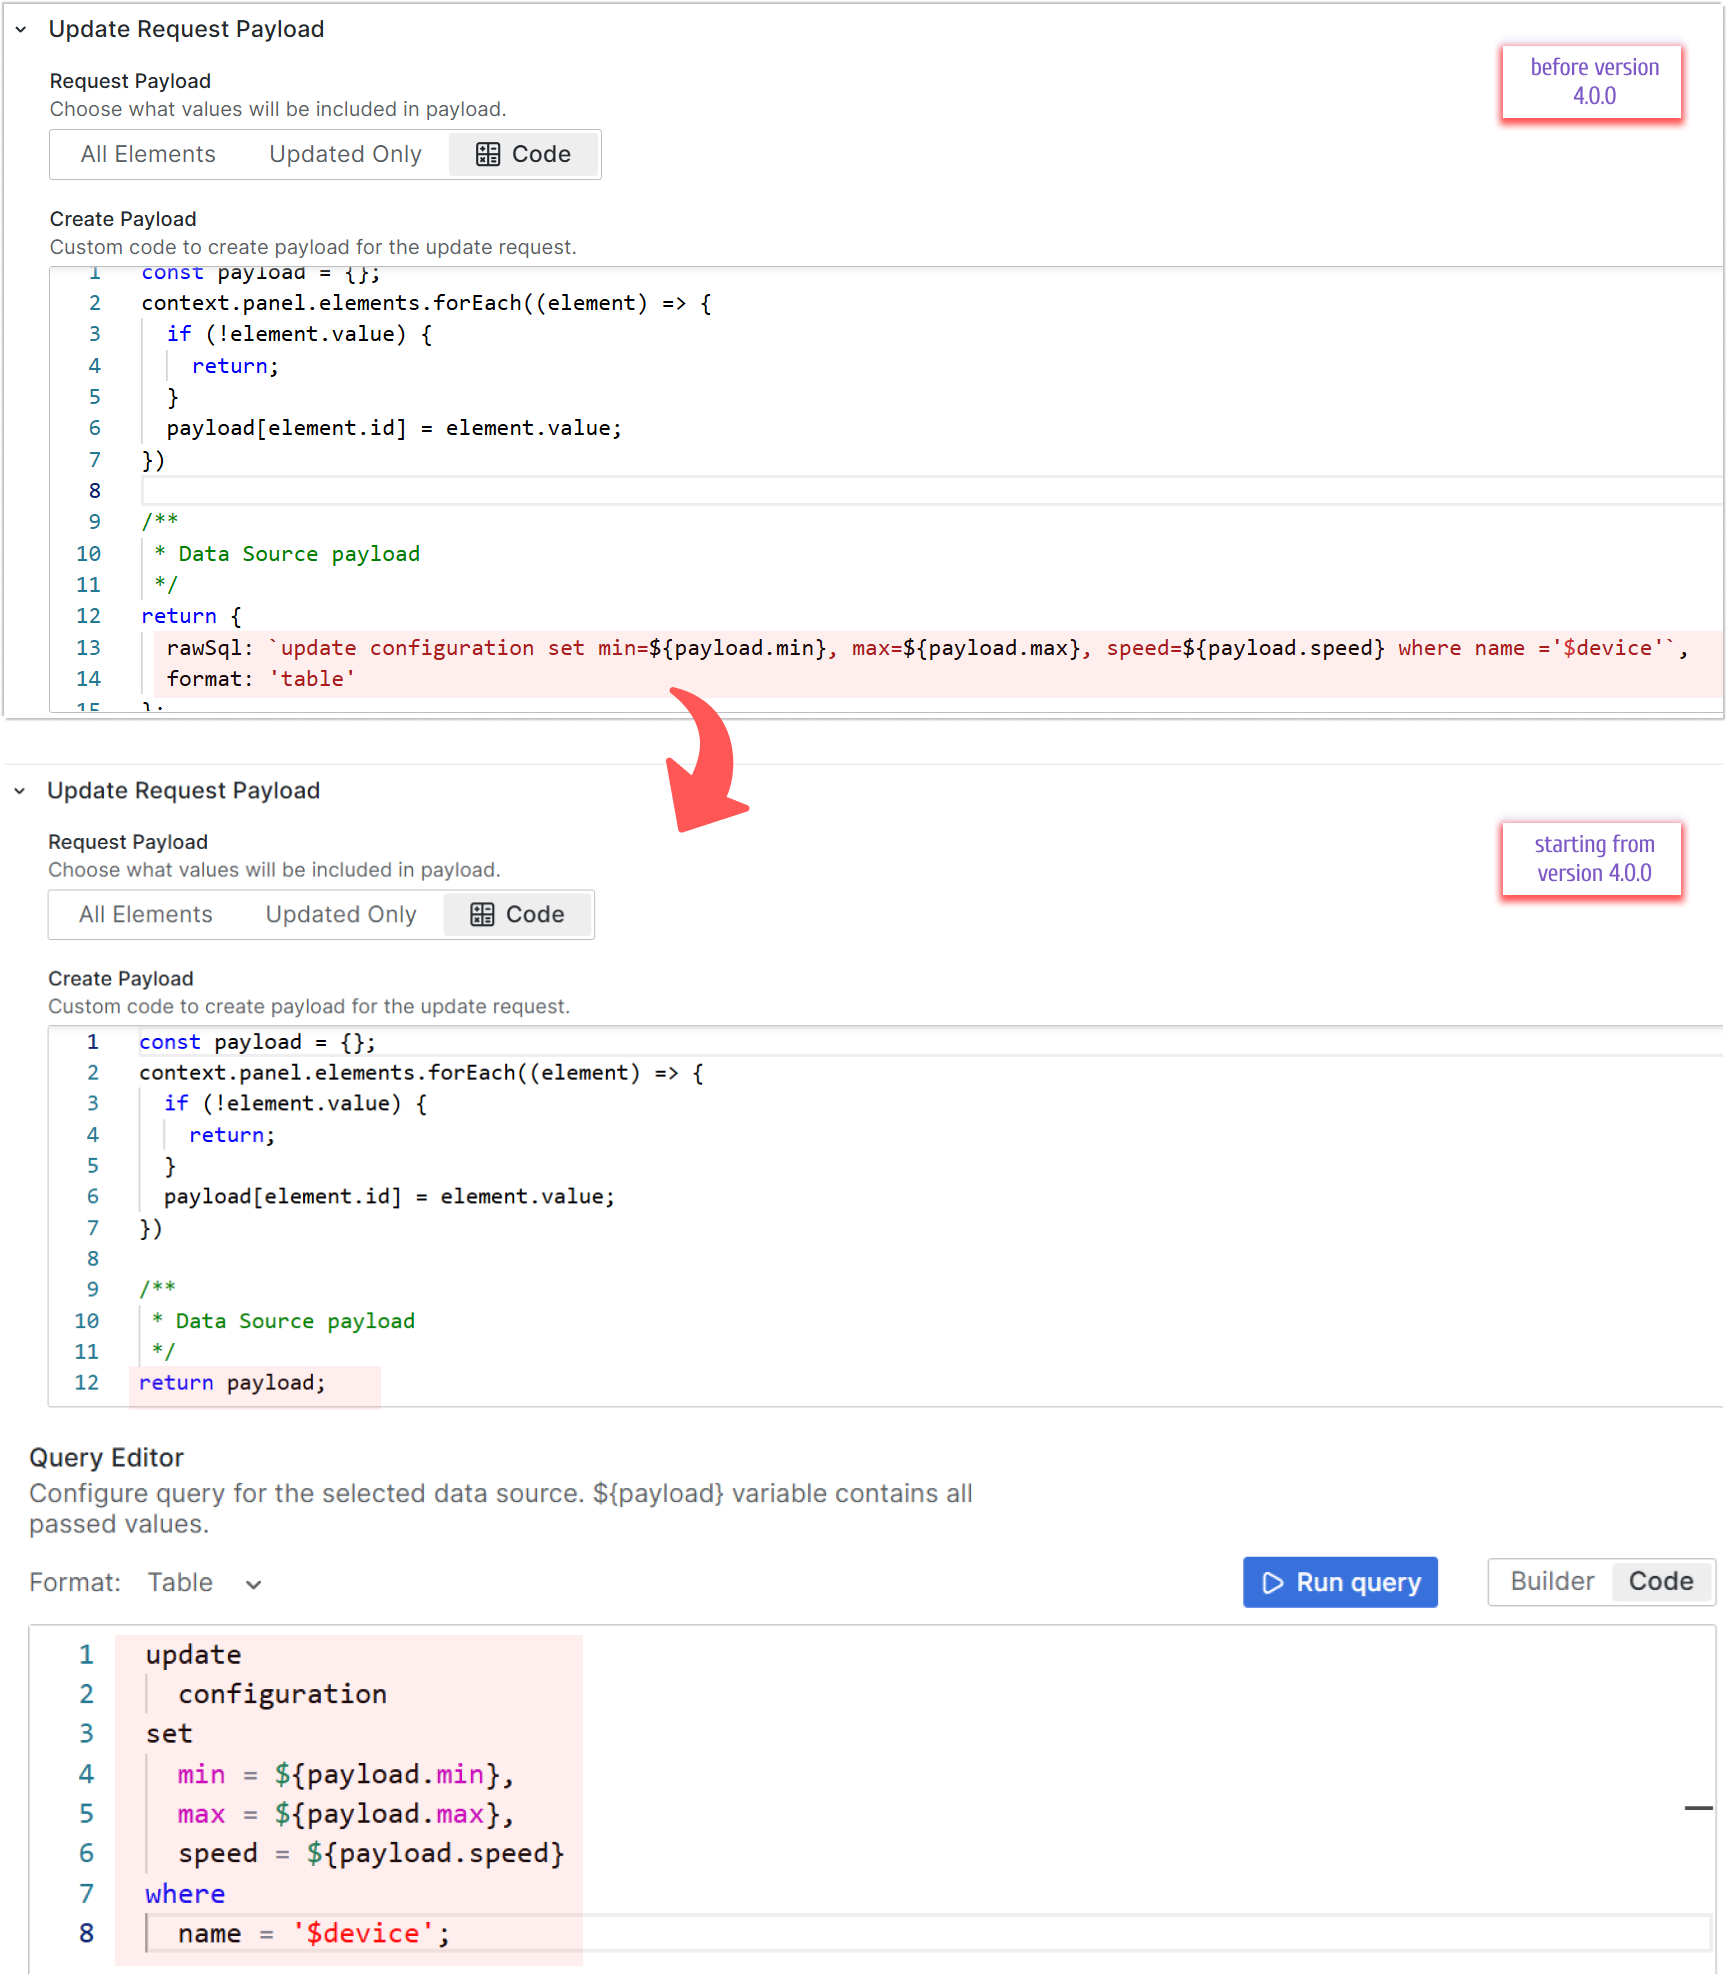 Update Request Payload
before version
4.0.0
Request Payload
Choose what values will be included in payload.
All Elements Updated Only Code
Create Payload
Custom code to create payload for the update request.
1 const payload = {};
2 context.panel.elements.forEach((element) => {
3 if (!element.value) {
4 return;
5 }
6 payload[element.id] = element.value;
7 })
8
9 /**
10 * Data Source payload
11 */
12 return {
13 rawSql: `update configuration set min=${payload.min}, max=${payload.max}, speed=${payload.speed} where name ='$device'`,
14 format: 'table'
15 };
Update Request Payload
starting from
version 4.0.0
Request Payload
Choose what values will be included in payload.
All Elements Updated Only Code
Create Payload
Custom code to create payload for the update request.
1 const payload = {};
2 context.panel.elements.forEach((element) => {
3 if (!element.value) {
4 return;
5 }
6 payload[element.id] = element.value;
7 })
8
9 /**
10 * Data Source payload
11 */
12 return payload;
Query Editor
Configure query for the selected data source. ${payload} variable contains all
passed values.
Format: Table Run query Builder Code
1 update
2 configuration
3 set
4 min = ${payload.min},
5 max = ${payload.max},
6 speed = ${payload.speed}
7 where
8 name = '$device';